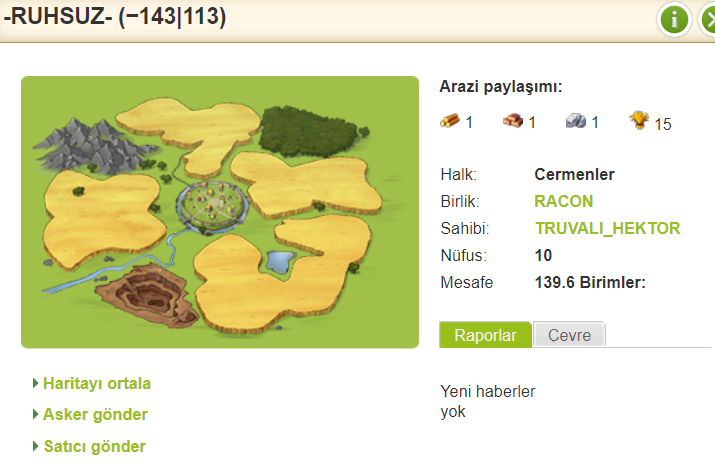 -RUHSUZ- (−143|113)
Arazi paylaşımı:
1 1 1 15
Halk: Cermenler
Birlik: RACON
Sahibi: TRUVALI_HEKTOR
Nüfus: 10
Mesafe 139.6 Birimler:
Raporlar Cevre
Yeni haberler
yok
Haritayı ortala
Asker gönder
Satıcı gönder